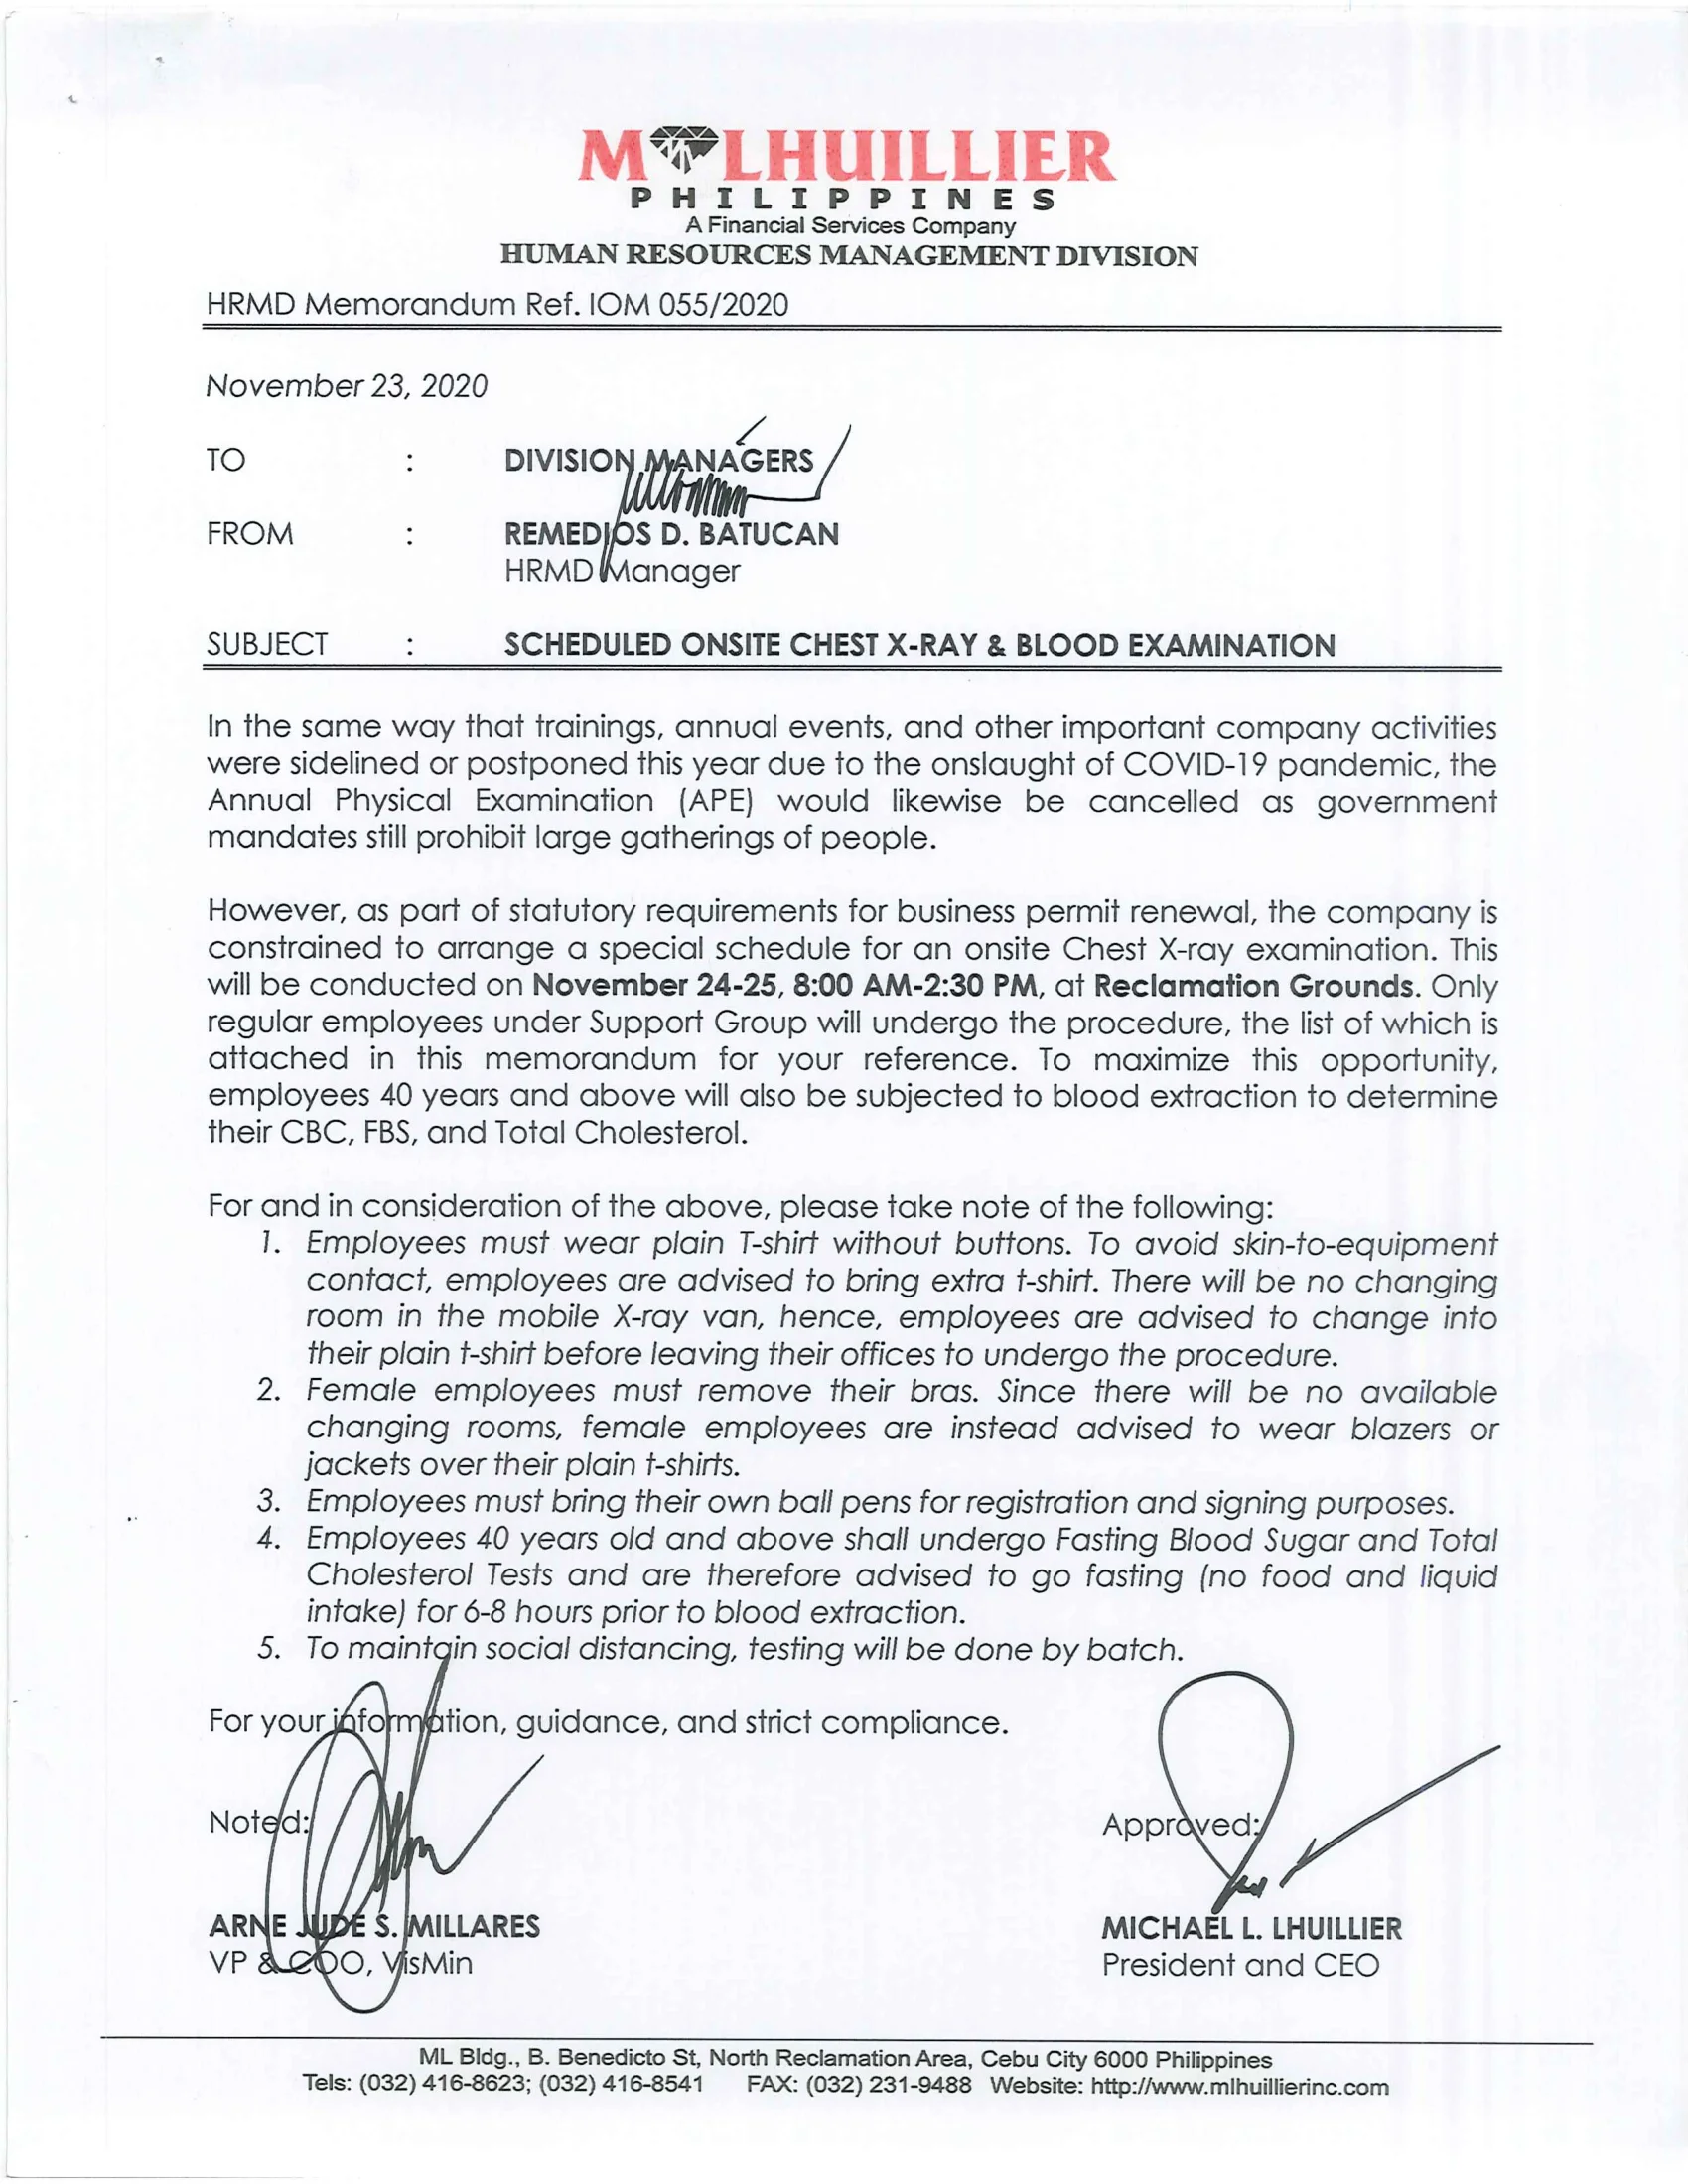 M LHUILLIER
PHILIPPINES
A Financial Services Company
HUMAN RESOURCES MANAGEMENT DIVISION
HRMD Memorandum Ref. IOM 055/2020
November 23, 2020
TO : DIVISION MANAGERS
FROM : REMEDIOS D. BATUCAN
HRMD Manager
SUBJECT : SCHEDULED ONSITE CHEST X-RAY & BLOOD EXAMINATION
In the same way that trainings, annual events, and other important company activities
were sidelined or postponed this year due to the onslaught of COVID-19 pandemic, the
Annual Physical Examination (APE) would likewise be cancelled as government
mandates still prohibit large gatherings of people.
However, as part of statutory requirements for business permit renewal, the company is
constrained to arrange a special schedule for an onsite Chest X-ray examination. This
will be conducted on November 24-25, 8:00 AM-2:30 PM, at Reclamation Grounds. Only
regular employees under Support Group will undergo the procedure, the list of which is
attached in this memorandum for your reference. To maximize this opportunity,
employees 40 years and above will also be subjected to blood extraction to determine
their CBC, FBS, and Total Cholesterol.
For and in consideration of the above, please take note of the following:
1. Employees must wear plain T-shirt without buttons. To avoid skin-to-equipment
contact, employees are advised to bring extra t-shirt. There will be no changing
room in the mobile X-ray van, hence, employees are advised to change into
their plain t-shirt before leaving their offices to undergo the procedure.
2. Female employees must remove their bras. Since there will be no available
changing rooms, female employees are instead advised to wear blazers or
jackets over their plain t-shirts.
3. Employees must bring their own ball pens for registration and signing purposes.
4. Employees 40 years old and above shall undergo Fasting Blood Sugar and Total
Cholesterol Tests and are therefore advised to go fasting (no food and liquid
intake) for 6-8 hours prior to blood extraction.
5. To maintain social distancing, testing will be done by batch.
For your information, guidance, and strict compliance.
Noted: Approved:
ARNE JUDE S. MILLARES MICHAEL L. LHUILLIER
VP & COO, VisMin President and CEO
ML Bldg., B. Benedicto St, North Reclamation Area, Cebu City 6000 Philippines
Tels: (032) 416-8623; (032) 416-8541 FAX: (032) 231-9488 Website: http://www.mlhuillierinc.com